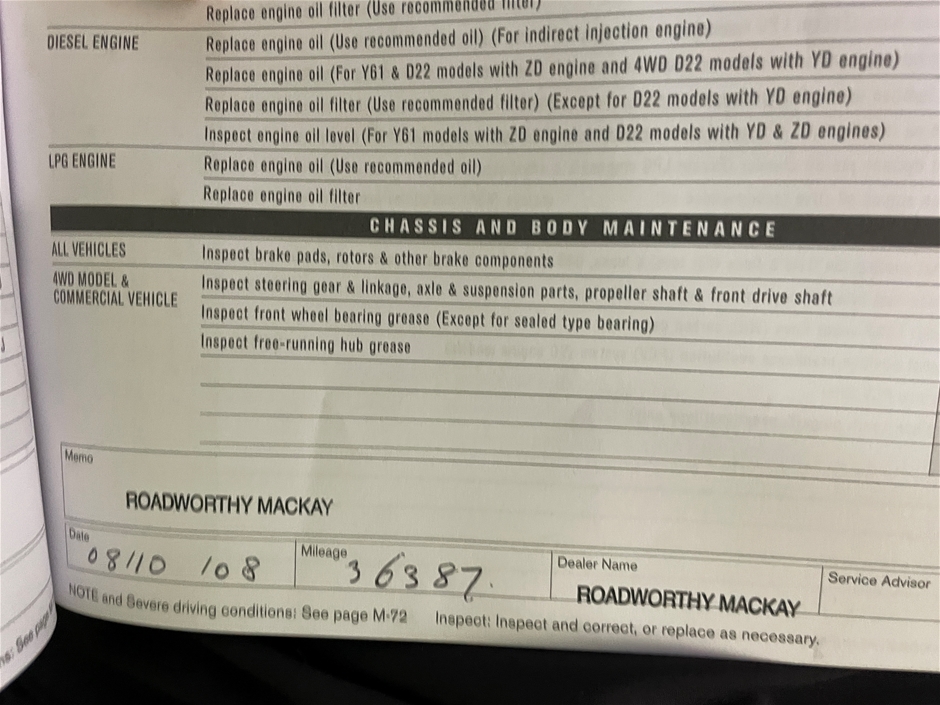 Replace engine oil filter (Use recommended filter)
DIESEL ENGINE
Replace engine oil (Use recommended oil) (For indirect injection engine)
Replace engine oil (For Y61 & D22 models with ZD engine and 4WD D22 models with YD engine)
Replace engine oil filter (Use recommended filter) (Except for D22 models with YD engine)
Inspect engine oil level (For Y61 models with ZD engine and D22 models with YD & ZD engines)
LPG ENGINE
Replace engine oil (Use recommended oil)
Replace engine oil filter
CHASSIS AND BODY MAINTENANCE
ALL VEHICLES
Inspect brake pads, rotors & other brake components
4WD MODEL &
COMMERCIAL VEHICLE
Inspect steering gear & linkage, axle & suspension parts, propeller shaft & front drive shaft
Inspect front wheel bearing grease (Except for sealed type bearing)
Inspect free-running hub grease
Memo
ROADWORTHY MACKAY
Date
08/10/08
Mileage
36387.
Dealer Name
ROADWORTHY MACKAY
Service Advisor
NOTE and Severe driving conditions: See page M-72
Inspect: Inspect and correct, or replace as necessary.
See page